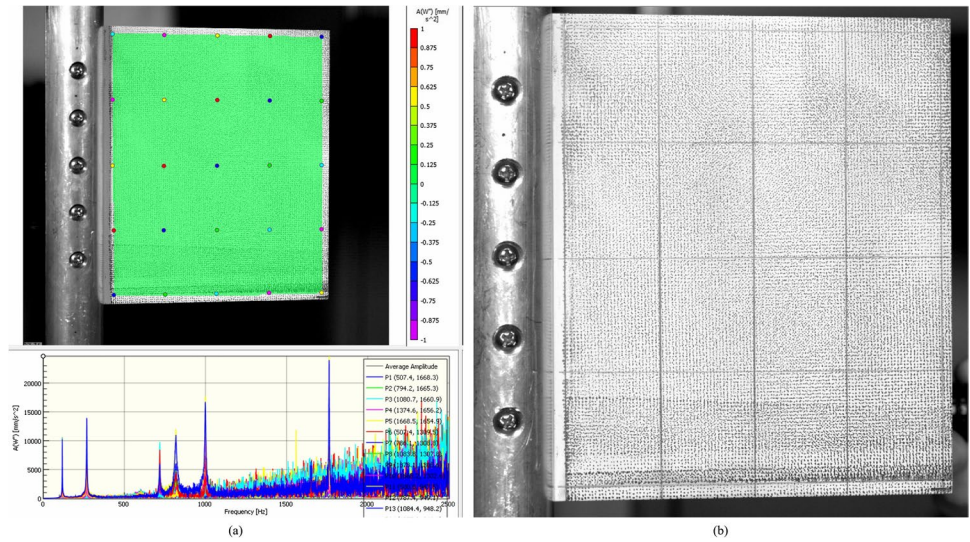 A(W") [mm/
s^2]
1
0.875
0.75
0.625
0.5
0.375
0.25
0.125
0
-0.125
-0.25
-0.375
-0.5
-0.625
-0.75
-0.875
-1
A(W") [mm/s^2]
20000
15000
10000
5000
0
0
500
1000
1500
2500
Frequency [Hz]
Average Amplitude
P1 (507.4, 1668.3)
P2 (794.2, 1665.3)
P3 (1080.7, 1660.9)
P4 (1374.6, 1656.2)
P5 (1668.5, 1654.9)
P13 (1084.4, 948.2)
(a)
(b)